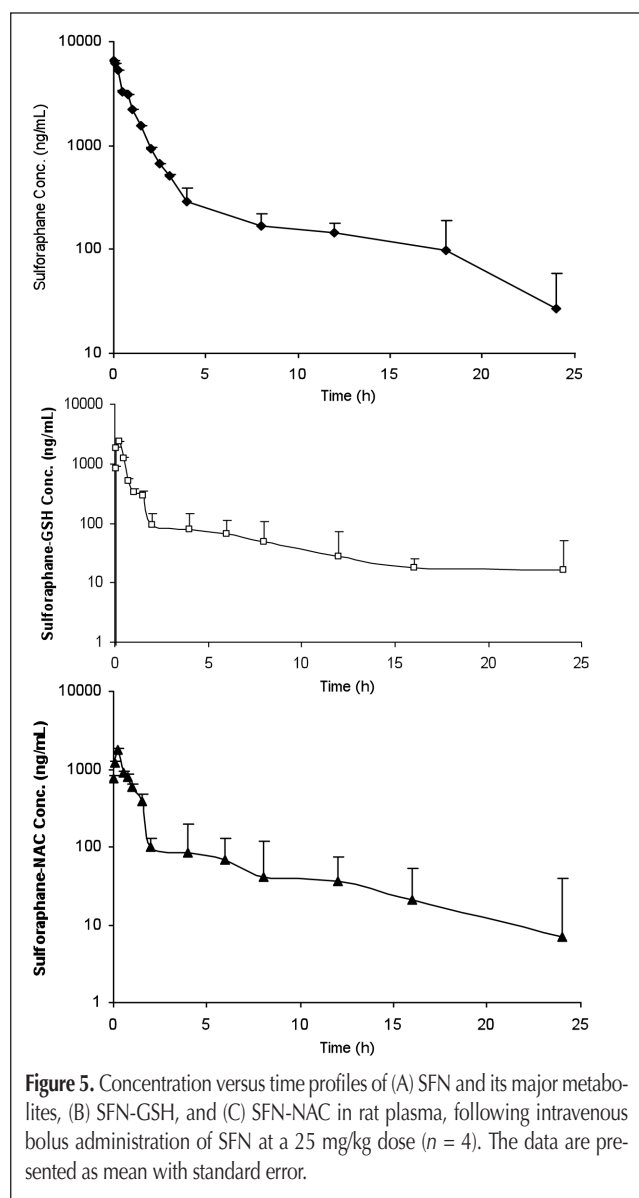 10000
1000
100
10
Sulforaphane Conc. (ng/mL)
0 5 10 15 20 25
Time (h)
10000
1000
100
10
1
Sulforaphane-GSH Conc. (ng/mL)
0 5 10 15 20 25
Time (h)
10000
1000
100
10
1
Sulforaphane-NAC Conc. (ng/mL)
0 5 10 15 20 25
Time (h)
Figure 5. Concentration versus time profiles of (A) SFN and its major metabo-
lites, (B) SFN-GSH, and (C) SFN-NAC in rat plasma, following intravenous
bolus administration of SFN at a 25 mg/kg dose (n = 4). The data are pre-
sented as mean with standard error.